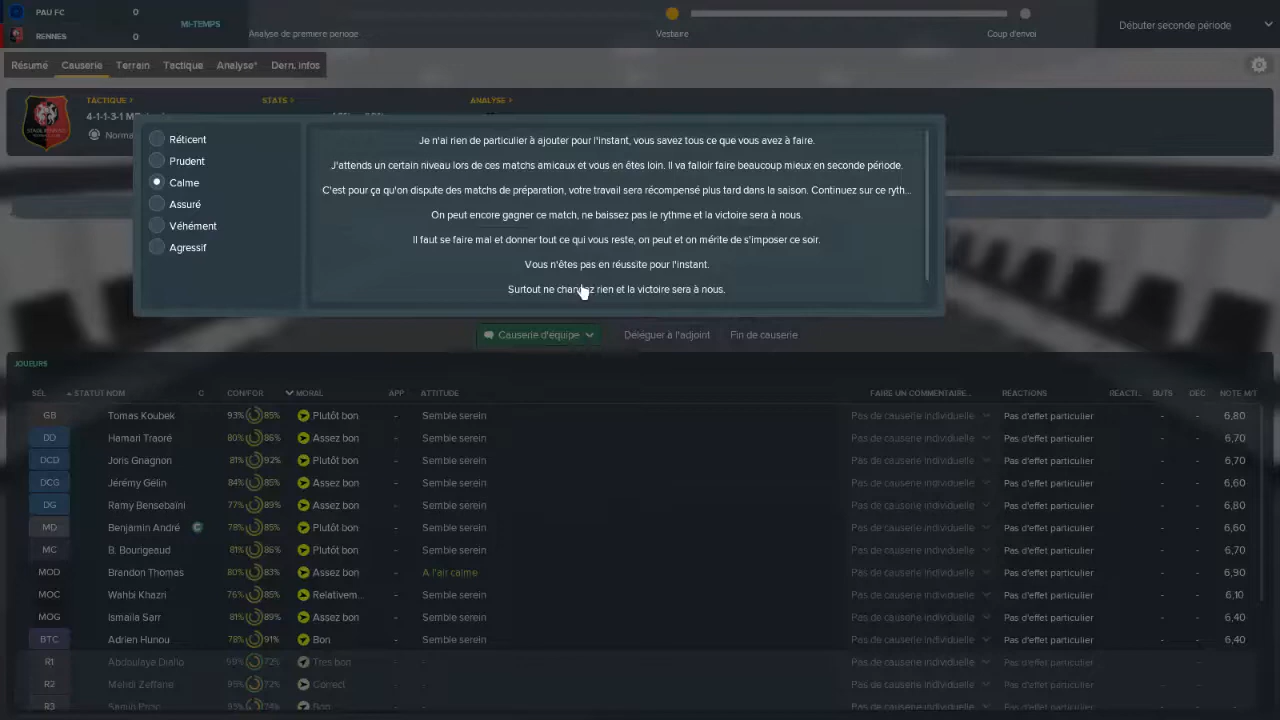 PAU FC 0
RENNES 0
MI-TEMPS
Analyse de première période
Vestiaire
Coup d'envoi
Débuter seconde période
Résumé Causerie Terrain Tactique Analyse* Dern. infos
TACTIQUE > STATS > ANALYSE >
4-1-1-3-1
Norma
Réticent
Prudent
Calme
Assuré
Véhément
Agressif
Je n'ai rien de particulier à ajouter pour l'instant, vous savez tous ce que vous avez à faire.
J'attends un certain niveau lors de ces matchs amicaux et vous en êtes loin. Il va falloir faire beaucoup mieux en seconde période.
C'est pour ça qu'on dispute des matchs de préparation, votre travail sera récompensé plus tard dans la saison. Continuez sur ce ryth...
On peut encore gagner ce match, ne baissez pas le rythme et la victoire sera à nous.
Il faut se faire mal et donner tout ce qui vous reste, on peut et on mérite de s'imposer ce soir.
Vous n'êtes pas en réussite pour l'instant.
Surtout ne changez rien et la victoire sera à nous.
Causerie d'équipe Déléguer à l'adjoint Fin de causerie
JOUEURS
SÉL. STATUT NOM C CON/FOR MORAL APP ATTITUDE FAIRE UN COMMENTAIRE... RÉACTIONS RÉACTI... BUTS DEC NOTE MT
GB Tomas Koubek 93% 85% Plutôt bon - Semble serein Pas de causerie individuelle Pas d'effet particulier - - 6,80
DD Hamari Traoré 80% 86% Assez bon - Semble serein Pas de causerie individuelle Pas d'effet particulier - - 6,70
DCD Joris Gnagnon 81% 92% Plutôt bon - Semble serein Pas de causerie individuelle Pas d'effet particulier - - 6,70
DCG Jérémy Gélin 84% 85% Assez bon - Semble serein Pas de causerie individuelle Pas d'effet particulier - - 6,60
DG Ramy Bensebaini 77% 89% Assez bon - Semble serein Pas de causerie individuelle Pas d'effet particulier - - 6,80
MD Benjamin André C 78% 85% Plutôt bon - Semble serein Pas de causerie individuelle Pas d'effet particulier - - 6,60
MC B. Bourigeaud 81% 86% Plutôt bon - Semble serein Pas de causerie individuelle Pas d'effet particulier - - 6,70
MOD Brandon Thomas 80% 83% Assez bon - A l'air calme Pas de causerie individuelle Pas d'effet particulier - - 6,90
MOC Wahbi Khazri 76% 85% Relativem... - Semble serein Pas de causerie individuelle Pas d'effet particulier - - 6,10
MOG Ismaila Sarr 81% 89% Assez bon - Semble serein Pas de causerie individuelle Pas d'effet particulier - - 6,40
BTC Adrien Hunou 78% 91% Bon - Semble serein Pas de causerie individuelle Pas d'effet particulier - - 6,40
R1 Abdoulaye Diallo 72% Très bon - Pas de causerie individuelle Pas d'effet particulier -
R2 Mehdi Zeffane 95% 72% Correct - Pas de causerie individuelle Pas d'effet particulier -
R3 Bon - Pas de causerie individuelle Pas d'effet particulier